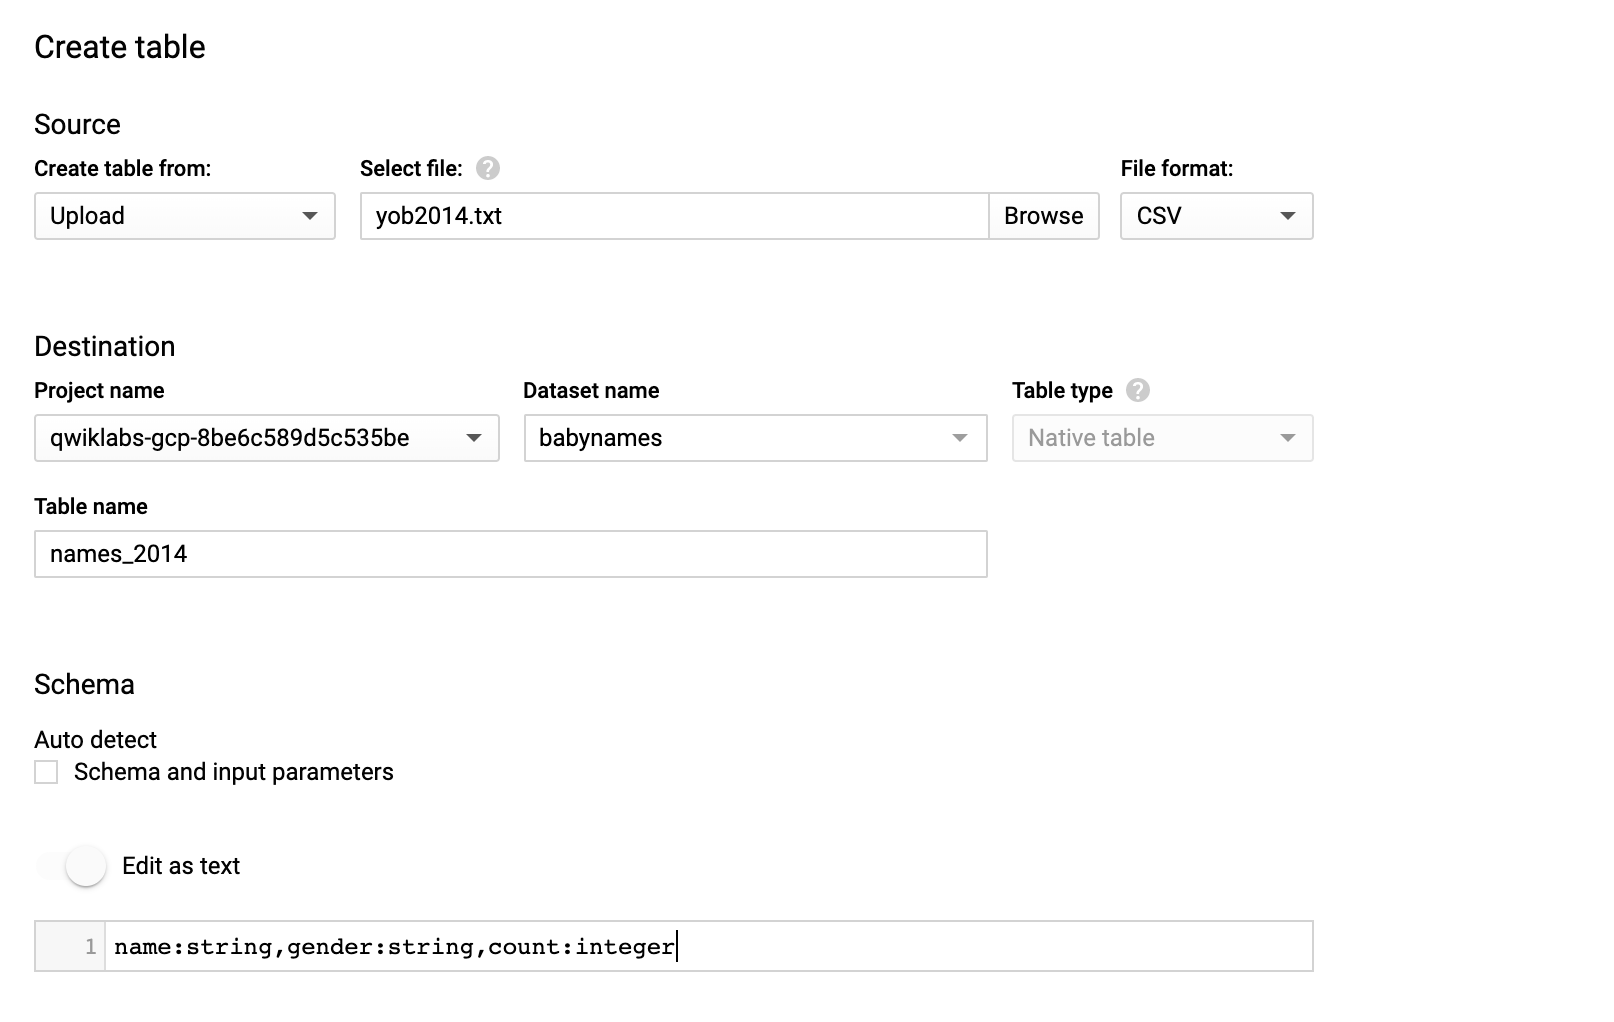 Create table
Source
Create table from: Select file: ? File format:
Upload yob2014.txt Browse CSV
Destination
Project name Dataset name Table type ?
qwiklabs-gcp-8be6c589d5c535be babynames Native table
Table name
names_2014
Schema
Auto detect
Schema and input parameters
Edit as text
1 name:string,gender:string,count:integer